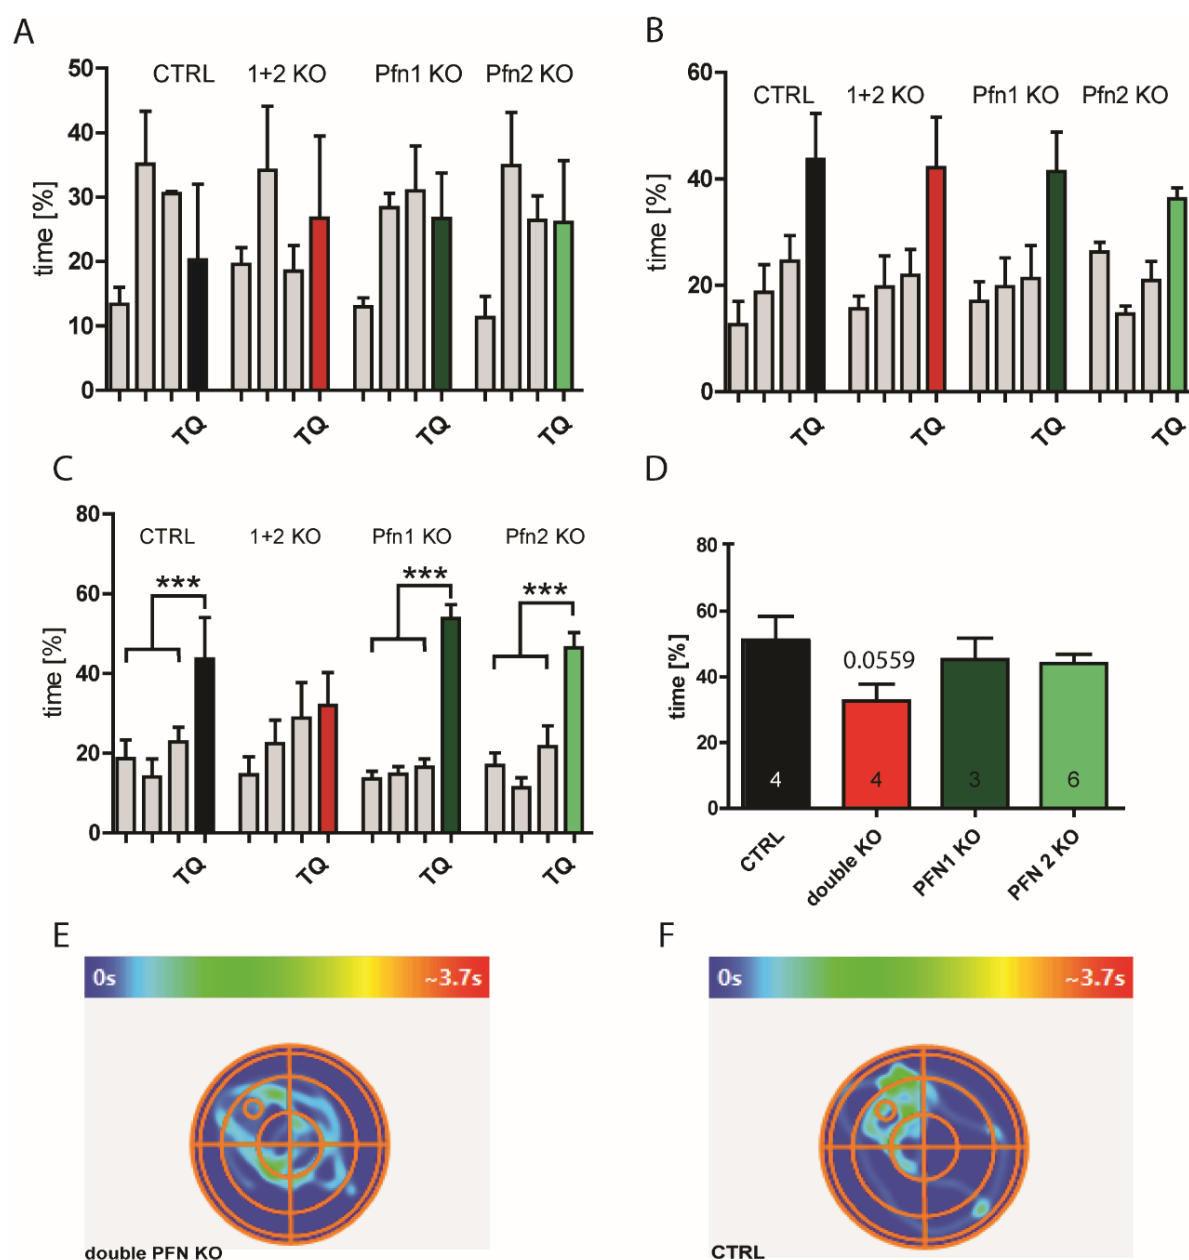 A
CTRL 1+2 KO Pfn1 KO Pfn2 KO
time [%]
50
40
30
20
10
0
TQ TQ TQ TQ
B
CTRL 1+2 KO Pfn1 KO Pfn2 KO
time [%]
60
40
20
0
TQ TQ TQ TQ
C
CTRL 1+2 KO Pfn1 KO Pfn2 KO
*** *** ***
time [%]
80
60
40
20
0
TQ TQ TQ TQ
D
time [%]
80
60
40
20
0
0.0559
4 4 3 6
CTRL double KO PFN1 KO PFN 2 KO
E
0s ~3.7s
double PFN KO
F
0s ~3.7s
CTRL